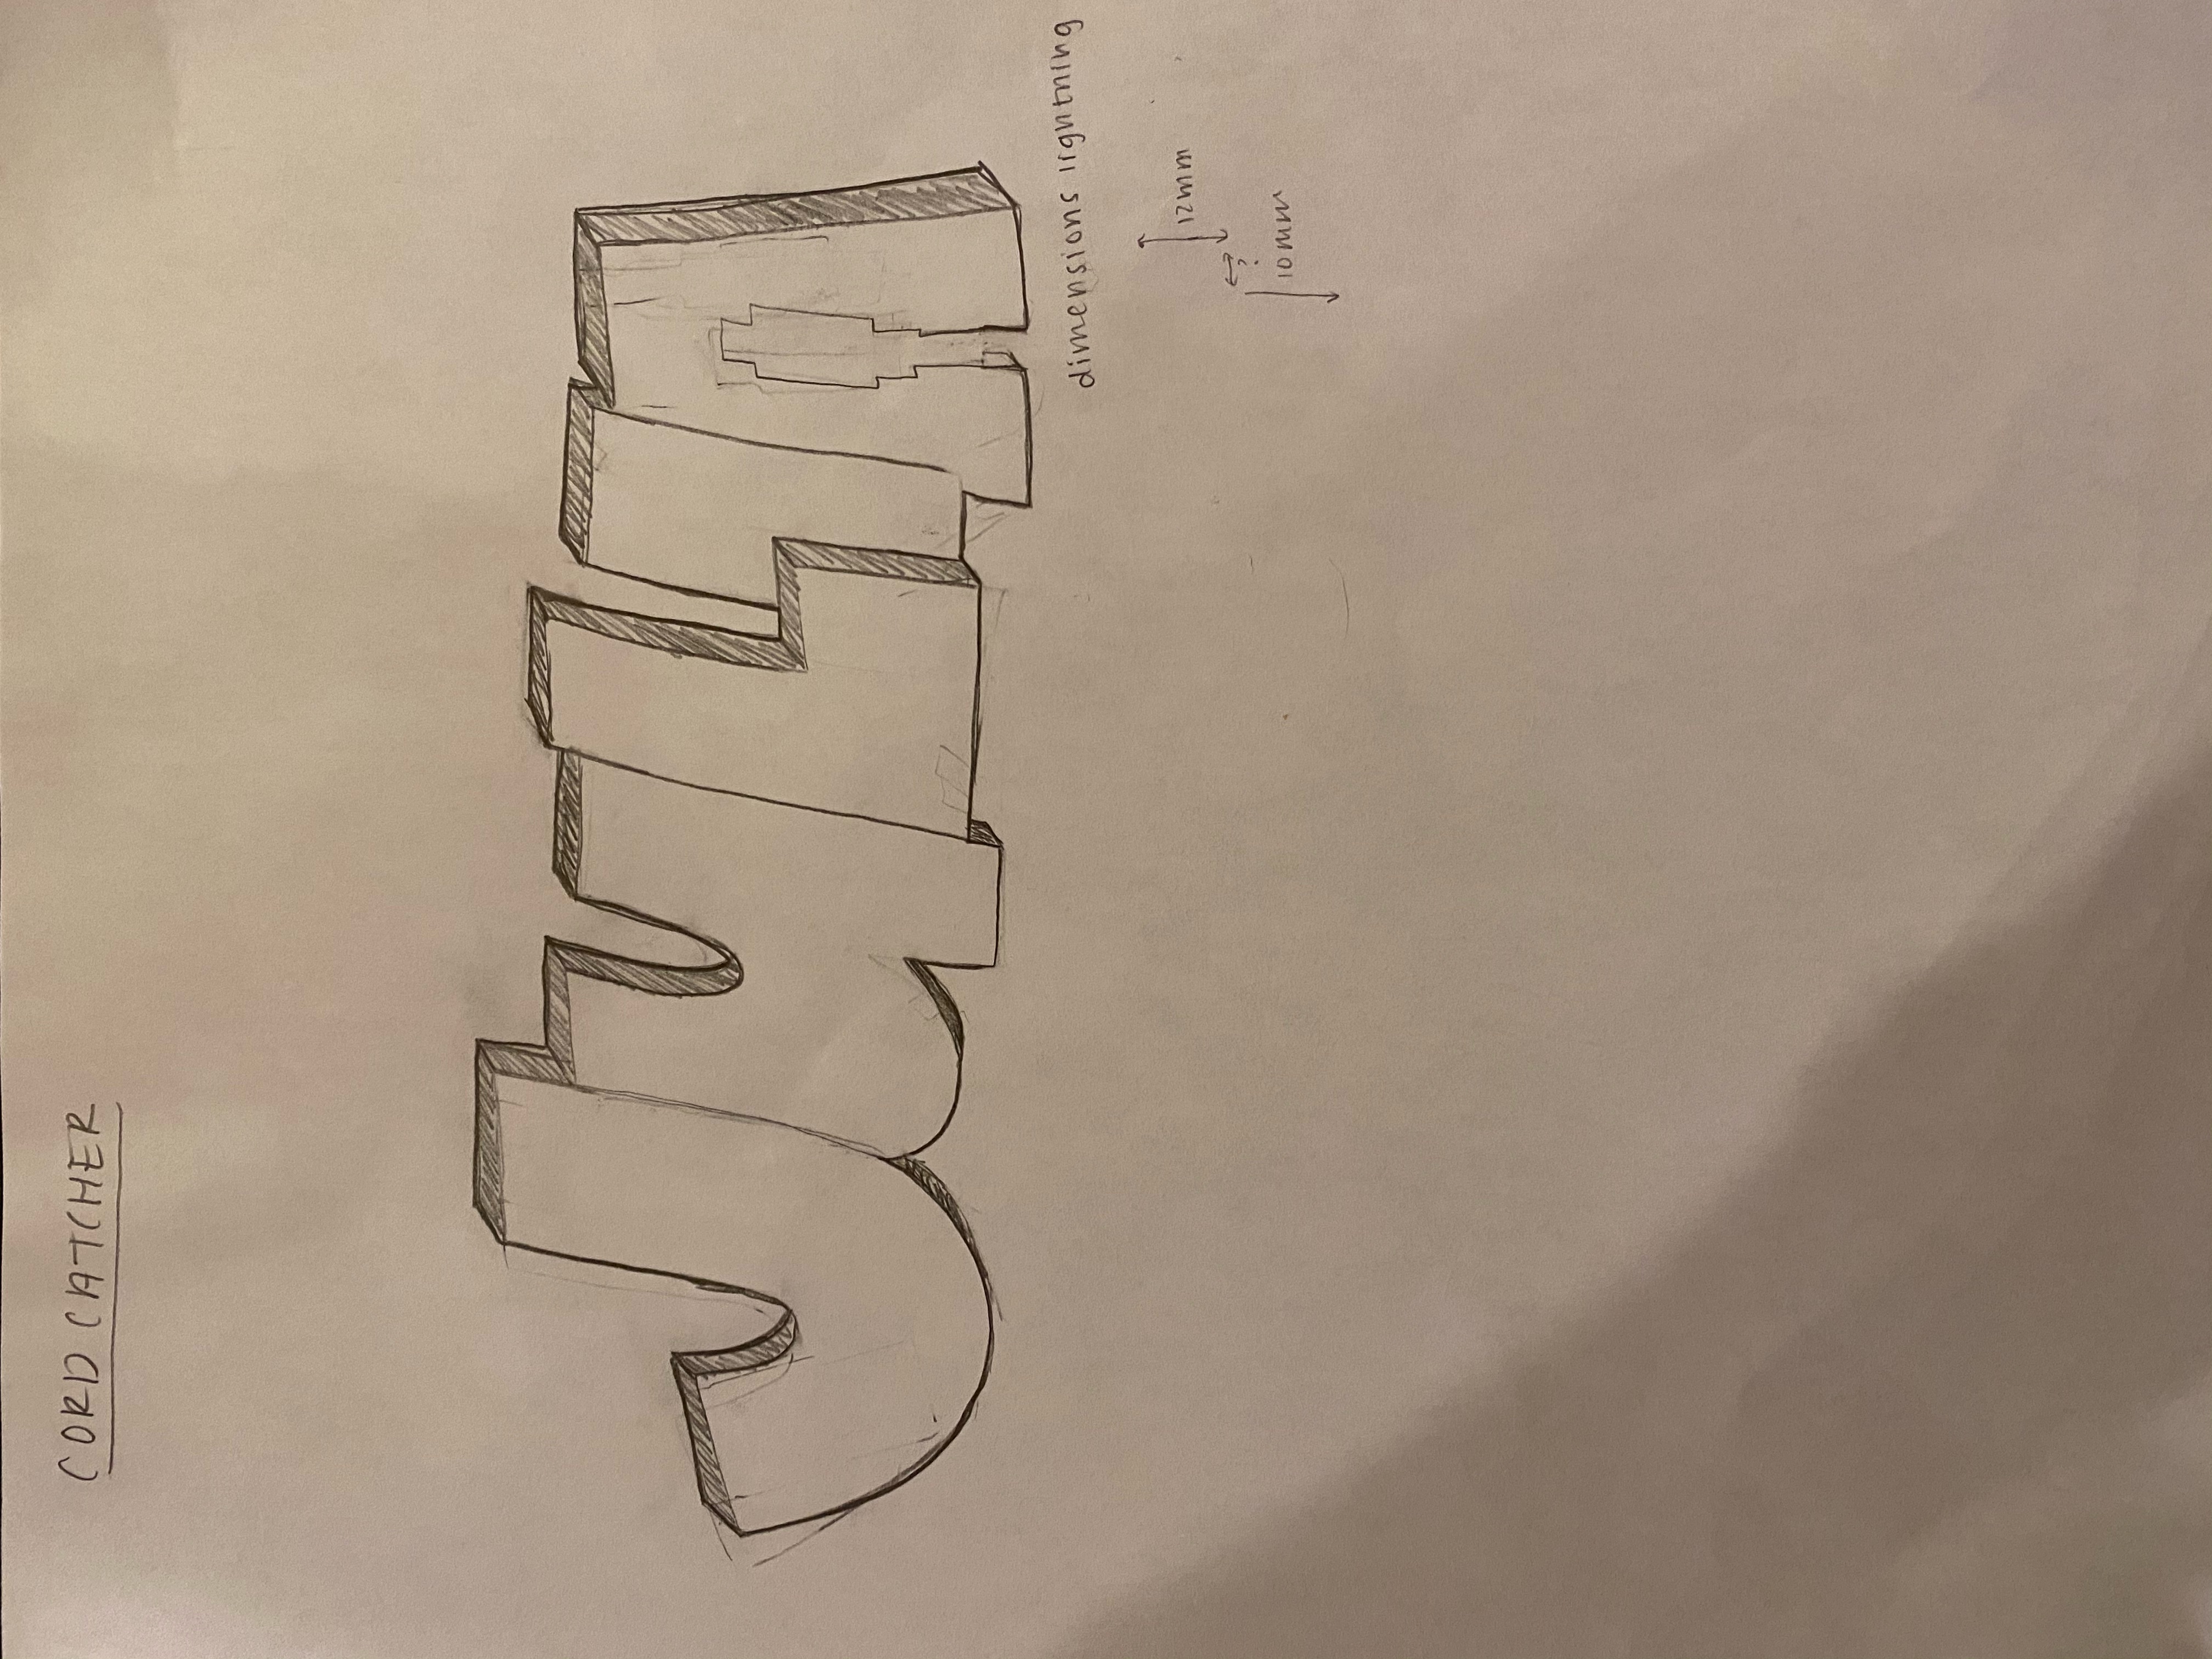 CORD CATCHER
JuLIA
dimensions lightning
12mm
?
10mm